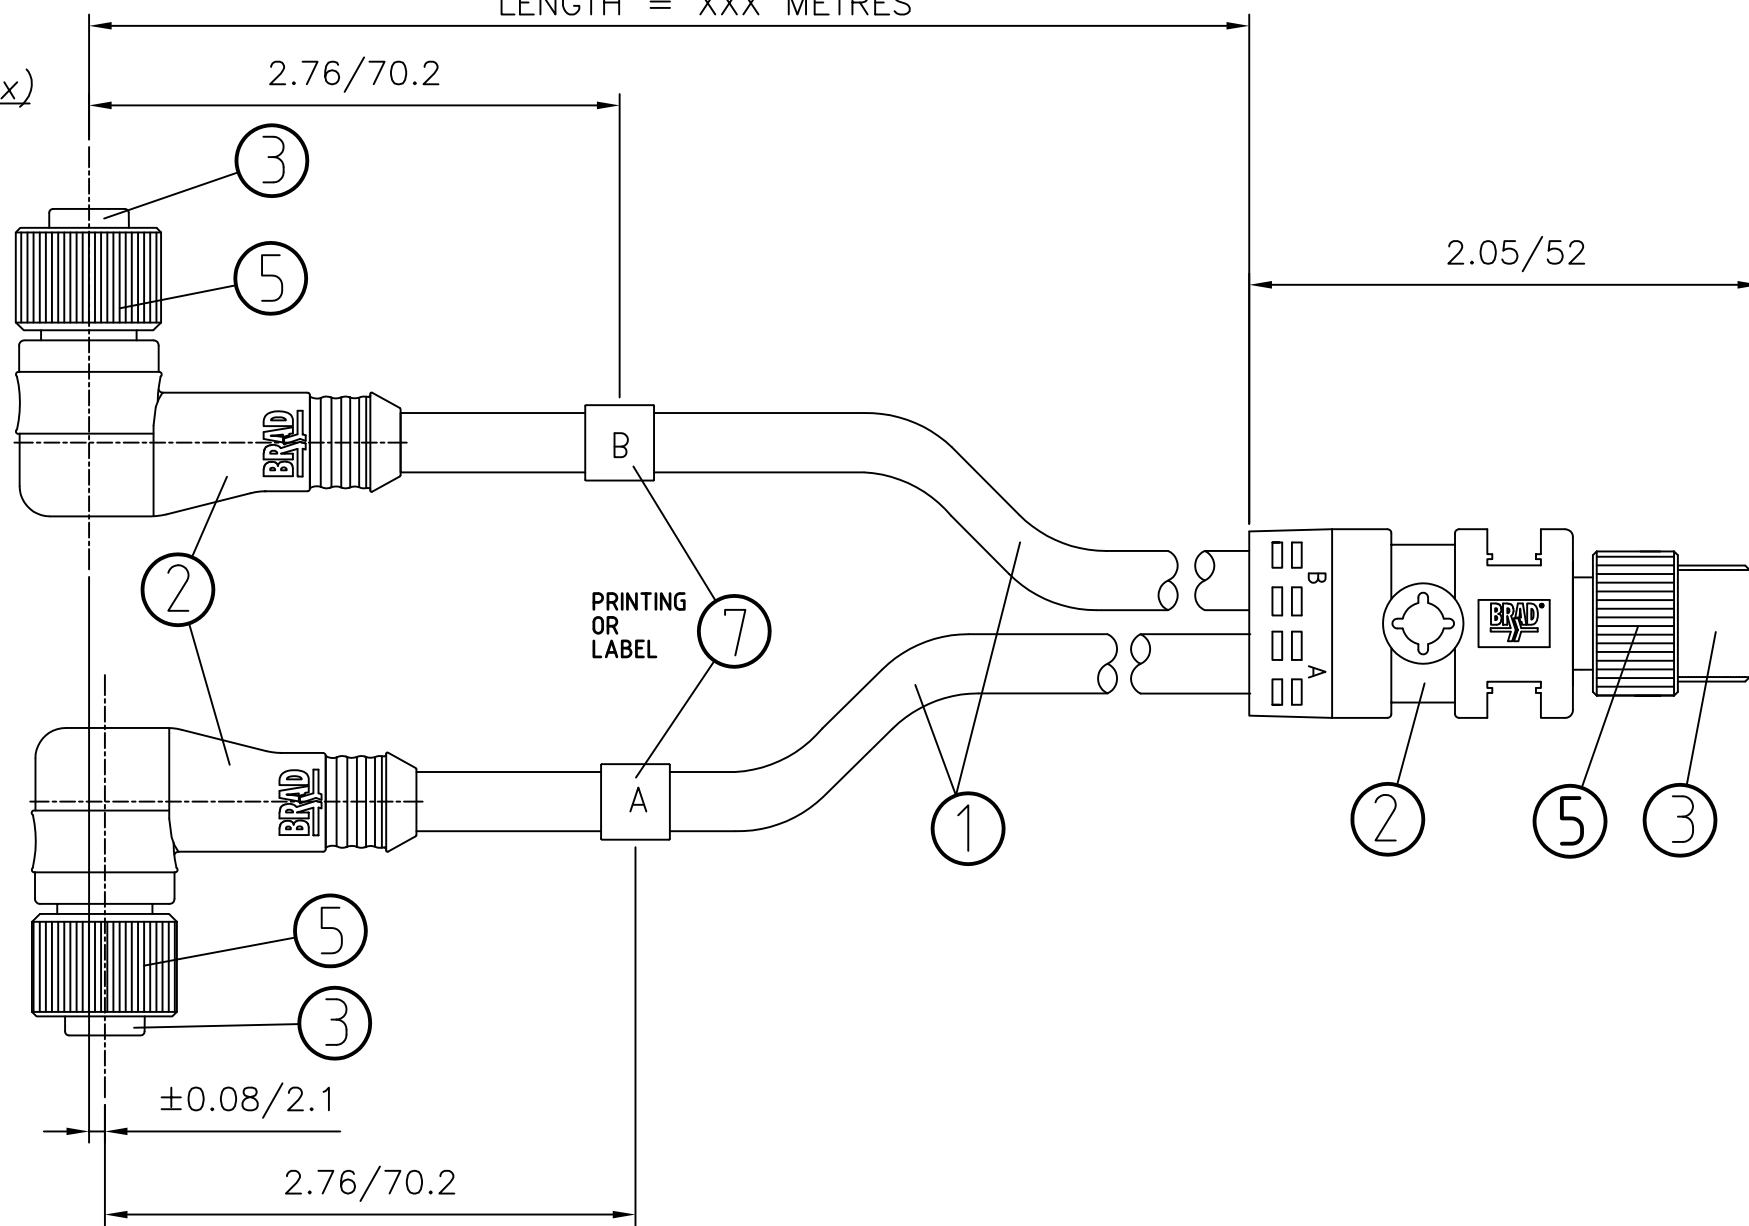 LENGTH = XXX METRES
x)
2.76/70.2
3
5
2.05/52
BRAD
B
2
PRINTING
OR
LABEL
7
B
A
BRAD
BRAD
A
1
2
5
3
5
3
±0.08/2.1
2.76/70.2